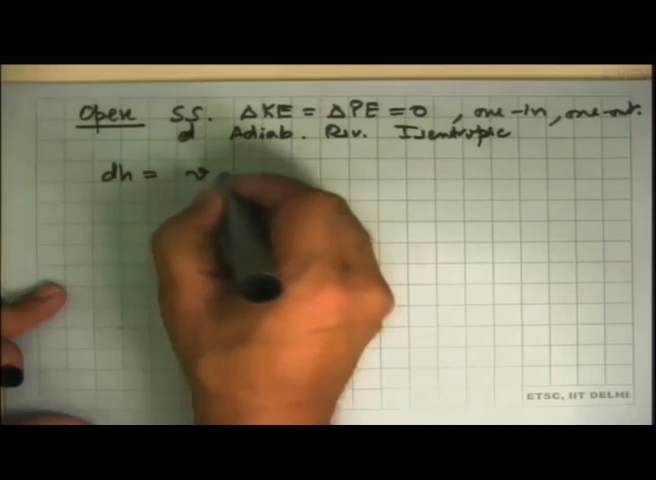 Open S.S. ΔKE = ΔPE = 0 , one-in, one-out.
d Adiab. Rev. Isentropic
dh = v
ETSC, IIT DELHI